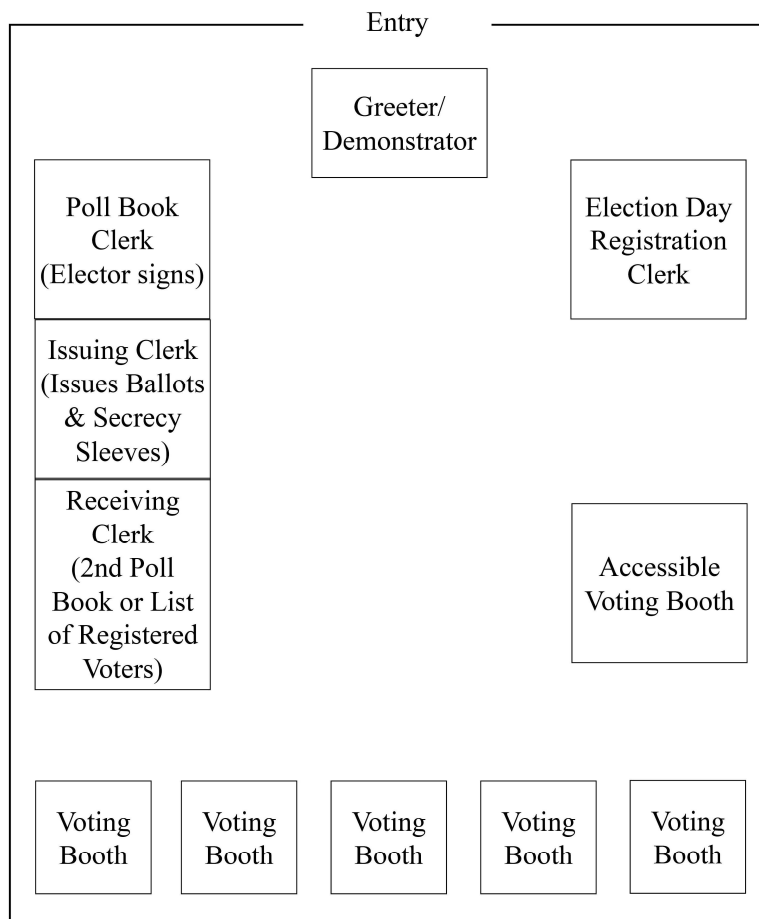 Entry
Greeter/
Demonstrator
Poll Book
Clerk
(Elector signs)
Election Day
Registration
Clerk
Issuing Clerk
(Issues Ballots
& Secrecy
Sleeves)
Receiving
Clerk
(2nd Poll
Book or List
of Registered
Voters)
Accessible
Voting Booth
Voting
Booth
Voting
Booth
Voting
Booth
Voting
Booth
Voting
Booth